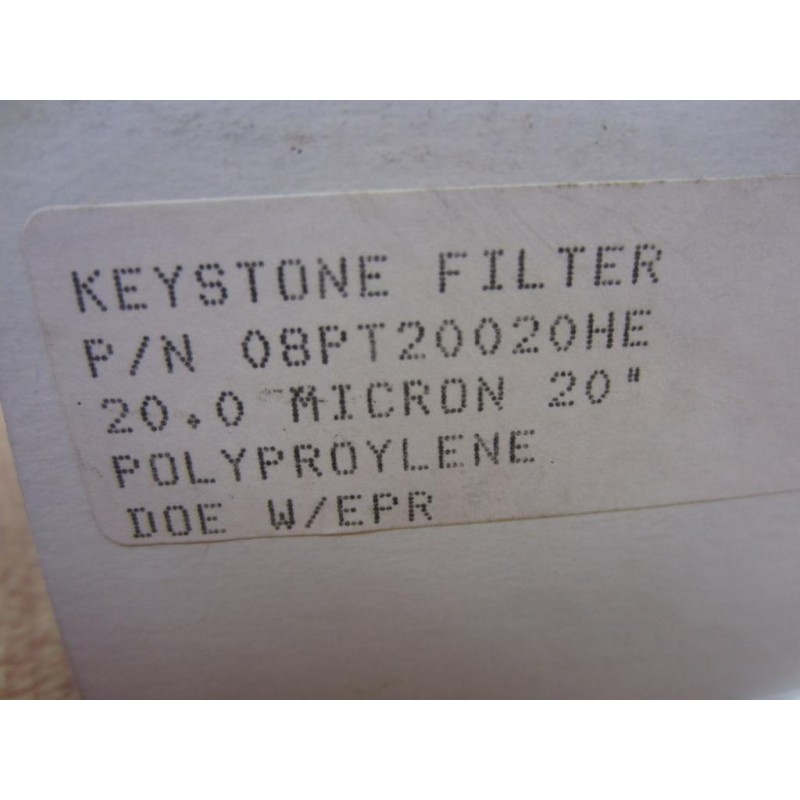 KEYSTONE FILTER
P/N 08PT20020HE
20.0 MICRON 20"
POLYPROYLENE
DOE W/EPR